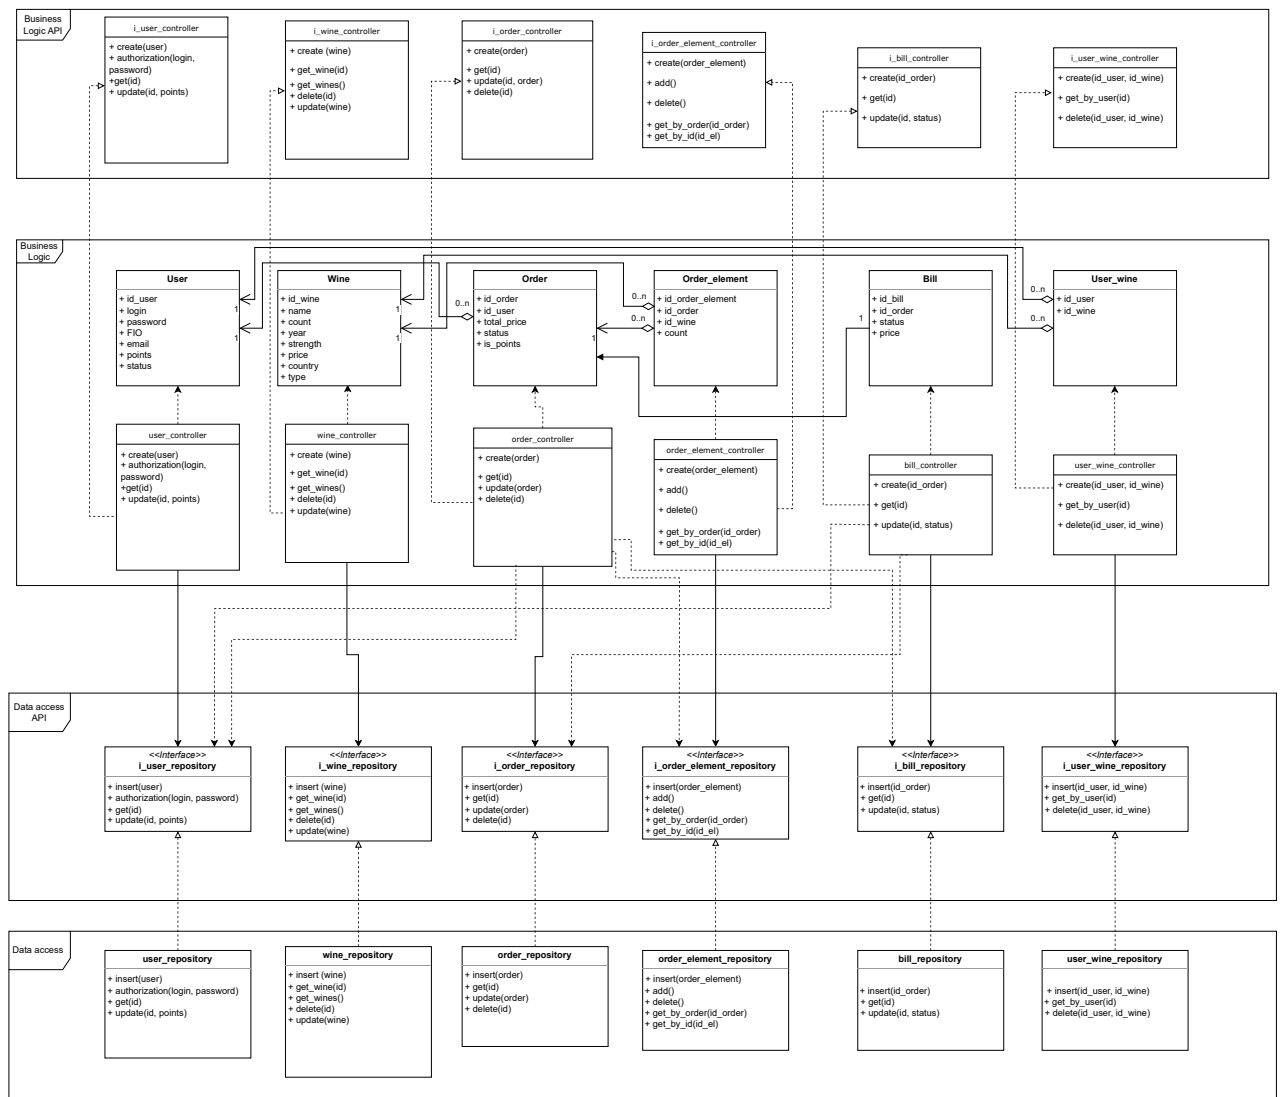 Business
Logic API
i_user_controller
+ create(user)
+ authorization(login,
password)
+get(id)
+ update(id, points)
i_wine_controller
+ create (wine)
+ get_wine(id)
+ get_wines()
+ delete(id)
+ update(wine)
i_order_controller
+ create(order)
+ get(id)
+ update(id, order)
+ delete(id)
i_order_element_controller
+ create(order_element)
+ add()
+ delete()
+ get_by_order(id_order)
+ get_by_id(id_el)
i_bill_controller
+ create(id_order)
+ get(id)
+ update(id, status)
i_user_wine_controller
+ create(id_user, id_wine)
+ get_by_user(id)
+ delete(id_user, id_wine)
Business
Logic
User
+ id_user
+ login
+ password
+ FIO
+ email
+ points
+ status
1
1
Wine
+ id_wine
+ name
+ count
+ year
+ strength
+ price
+ country
+ type
1
1
0..n
Order
+ id_order
+ id_user
+ total_price
+ status
+ is_points
1
0..n
0..n
Order_element
+ id_order_element
+ id_order
+ id_wine
+ count
1
Bill
+ id_bill
+ id_order
+ status
+ price
0..n
0..n
User_wine
+ id_user
+ id_wine
user_controller
+ create(user)
+ authorization(login,
password)
+get(id)
+ update(id, points)
wine_controller
+ create (wine)
+ get_wine(id)
+ get_wines()
+ delete(id)
+ update(wine)
order_controller
+ create(order)
+ get(id)
+ update(order)
+ delete(id)
order_element_controller
+ create(order_element)
+ add()
+ delete()
+ get_by_order(id_order)
+ get_by_id(id_el)
bill_controller
+ create(id_order)
+ get(id)
+ update(id, status)
user_wine_controller
+ create(id_user, id_wine)
+ get_by_user(id)
+ delete(id_user, id_wine)
Data access
API
<<Interface>>
i_user_repository
+ insert(user)
+ authorization(login, password)
+ get(id)
+ update(id, points)
<<Interface>>
i_wine_repository
+ insert (wine)
+ get_wine(id)
+ get_wines()
+ delete(id)
+ update(wine)
<<Interface>>
i_order_repository
+ insert(order)
+ get(id)
+ update(order)
+ delete(id)
<<Interface>>
i_order_element_repository
+ insert(order_element)
+ add()
+ delete()
+ get_by_order(id_order)
+ get_by_id(id_el)
<<Interface>>
i_bill_repository
+ insert(id_order)
+ get(id)
+ update(id, status)
<<Interface>>
i_user_wine_repository
+ insert(id_user, id_wine)
+ get_by_user(id)
+ delete(id_user, id_wine)
Data access
user_repository
+ insert(user)
+ authorization(login, password)
+ get(id)
+ update(id, points)
wine_repository
+ insert (wine)
+ get_wine(id)
+ get_wines()
+ delete(id)
+ update(wine)
order_repository
+ insert(order)
+ get(id)
+ update(order)
+ delete(id)
order_element_repository
+ insert(order_element)
+ add()
+ delete()
+ get_by_order(id_order)
+ get_by_id(id_el)
bill_repository
+ insert(id_order)
+ get(id)
+ update(id, status)
user_wine_repository
+ insert(id_user, id_wine)
+ get_by_user(id)
+ delete(id_user, id_wine)